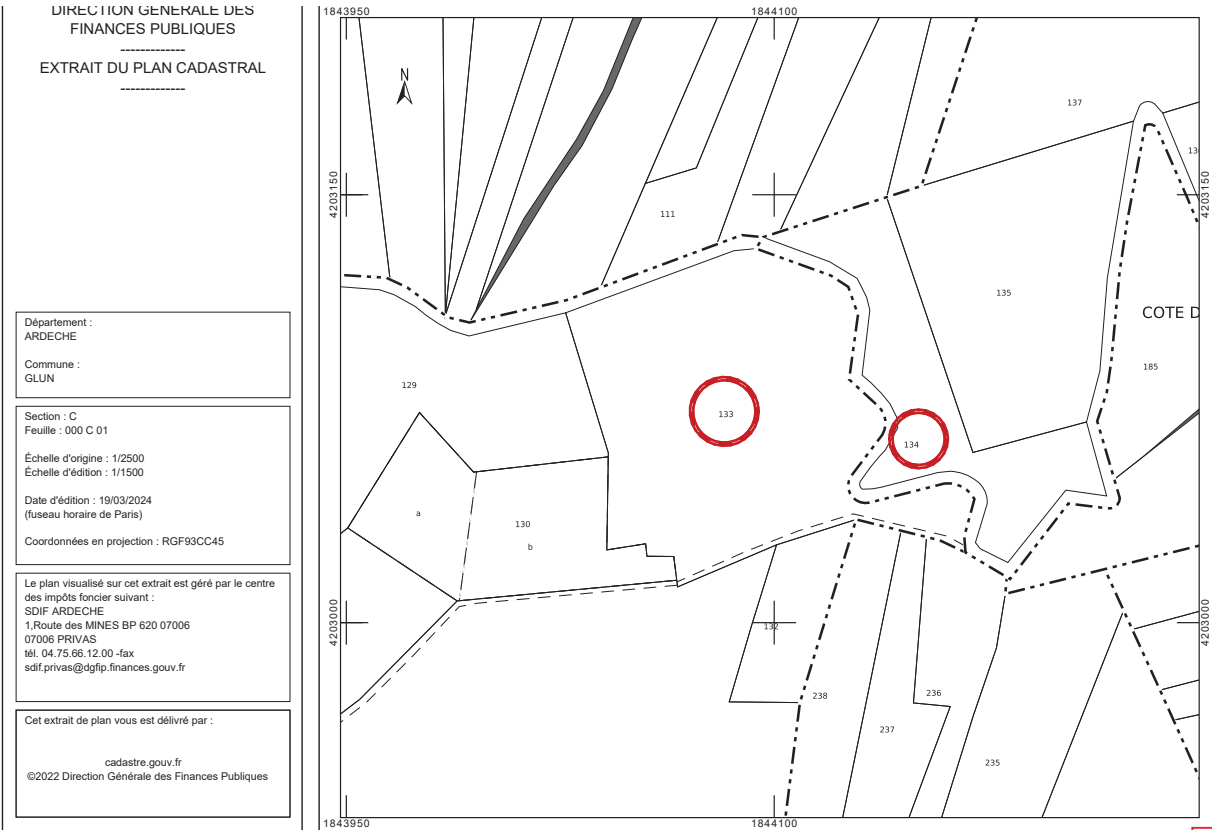 DIRECTION GÉNÉRALE DES
FINANCES PUBLIQUES
-------------
EXTRAIT DU PLAN CADASTRAL
-------------
Département :
ARDECHE
Commune :
GLUN
Section : C
Feuille : 000 C 01
Échelle d'origine : 1/2500
Échelle d'édition : 1/1500
Date d'édition : 19/03/2024
(fuseau horaire de Paris)
Coordonnées en projection : RGF93CC45
Le plan visualisé sur cet extrait est géré par le centre
des impôts foncier suivant :
SDIF ARDECHE
1,Route des MINES BP 620 07006
07006 PRIVAS
tél. 04.75.66.12.00 -fax
sdif.privas@dgfip.finances.gouv.fr
Cet extrait de plan vous est délivré par :
cadastre.gouv.fr
©2022 Direction Générale des Finances Publiques
1843950
1844100
N
137
13
4203150
4203150
111
135
COTE D
185
129
133
134
a
130
b
4203000
4203000
132
238
236
237
235
1843950
1844100